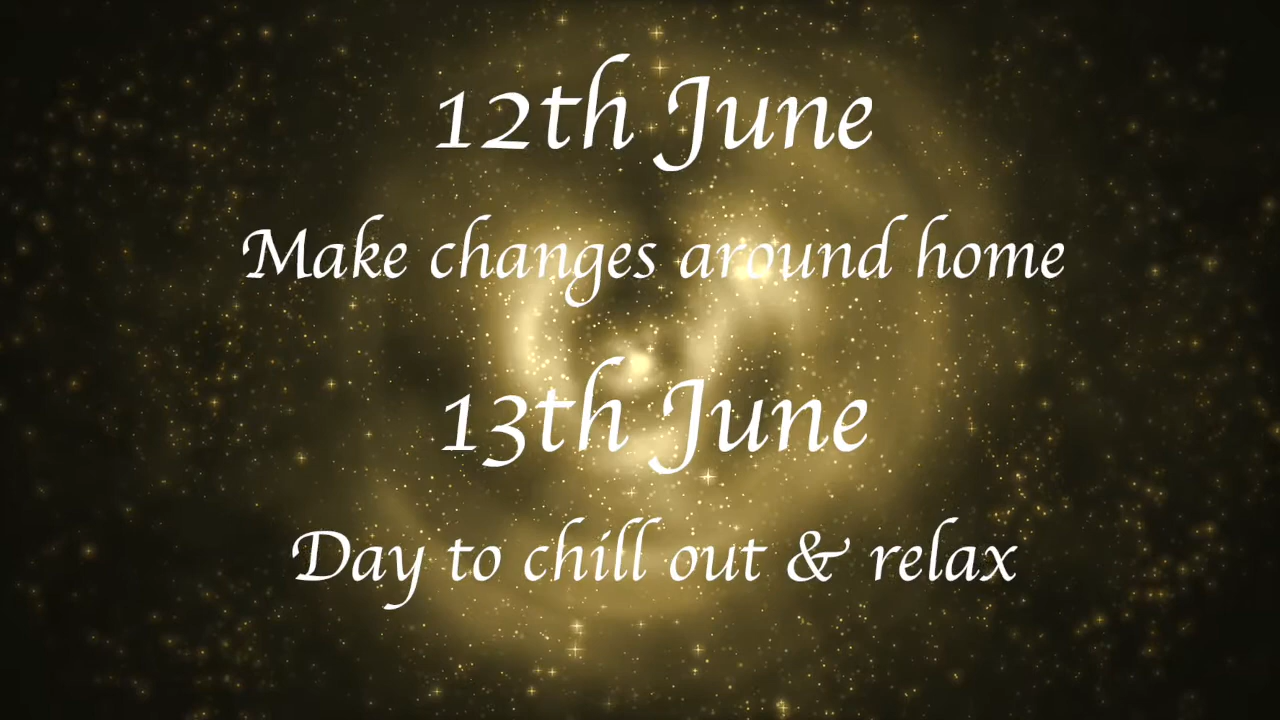 12th June
Make changes around home
13th June
Day to chill out & relax